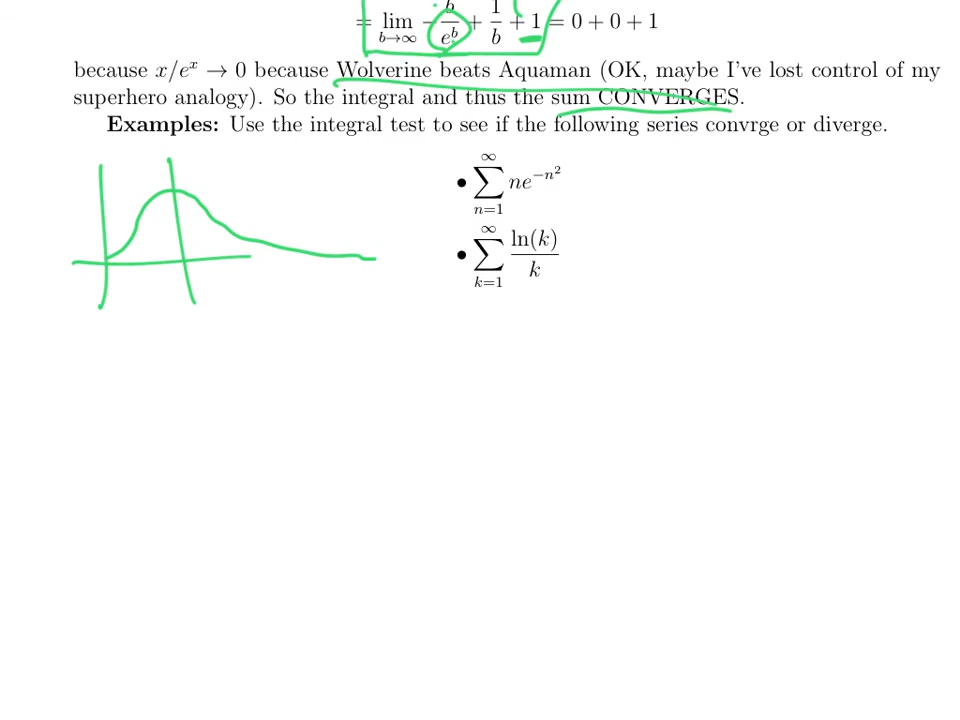 = lim b→∞ − b/e^b + 1/b + 1 = 0 + 0 + 1
because x/e^x → 0 because Wolverine beats Aquaman (OK, maybe I've lost control of my
superhero analogy). So the integral and thus the sum CONVERGES.
Examples: Use the integral test to see if the following series convrge or diverge.
• ∑_{n=1}^{∞} ne^{−n^2}
• ∑_{k=1}^{∞} ln(k)/k